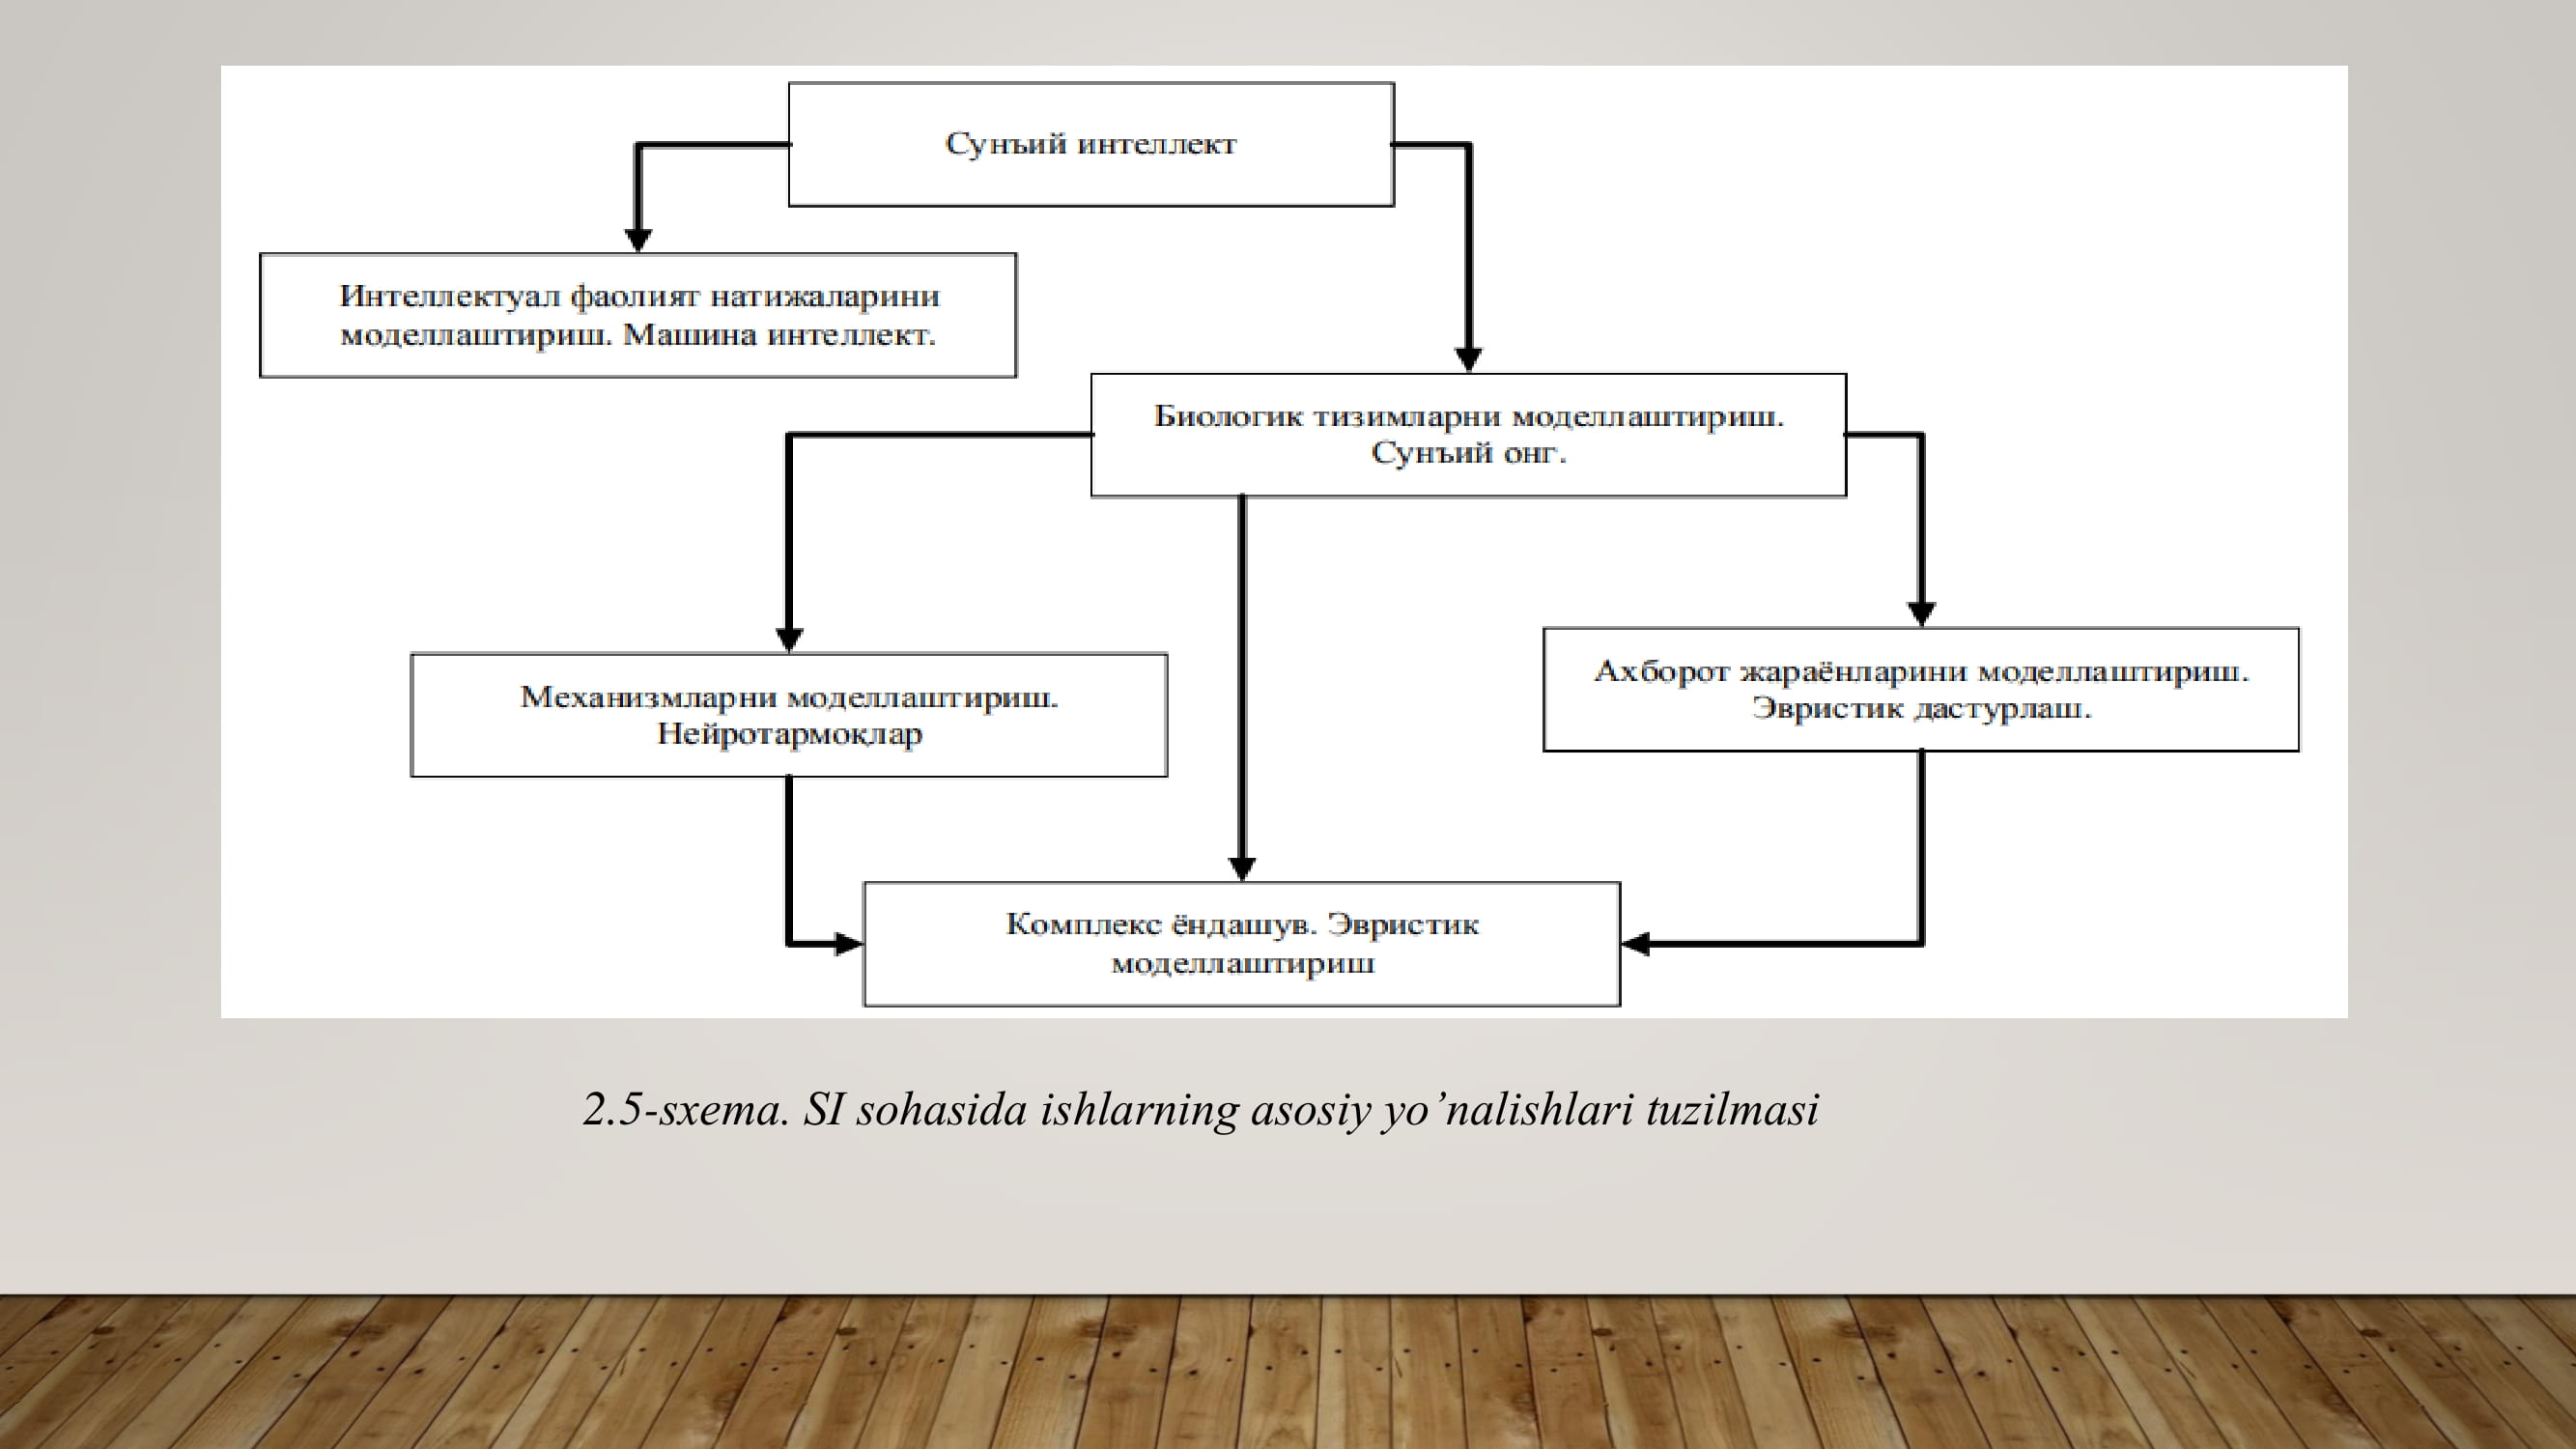 Сунъий интеллект
Интеллектуал фаолият натижаларини
моделлаштириш. Машина интеллект.
Биологик тизимларни моделлаштириш.
Сунъий онг.
Механизмларни моделлаштириш.
Нейротармоқлар
Ахборот жараёнларини моделлаштириш.
Эвристик дастурлаш.
Комплекс ёндашув. Эвристик
моделлаштириш
2.5-sxema. SI sohasida ishlarning asosiy yo’nalishlari tuzilmasi